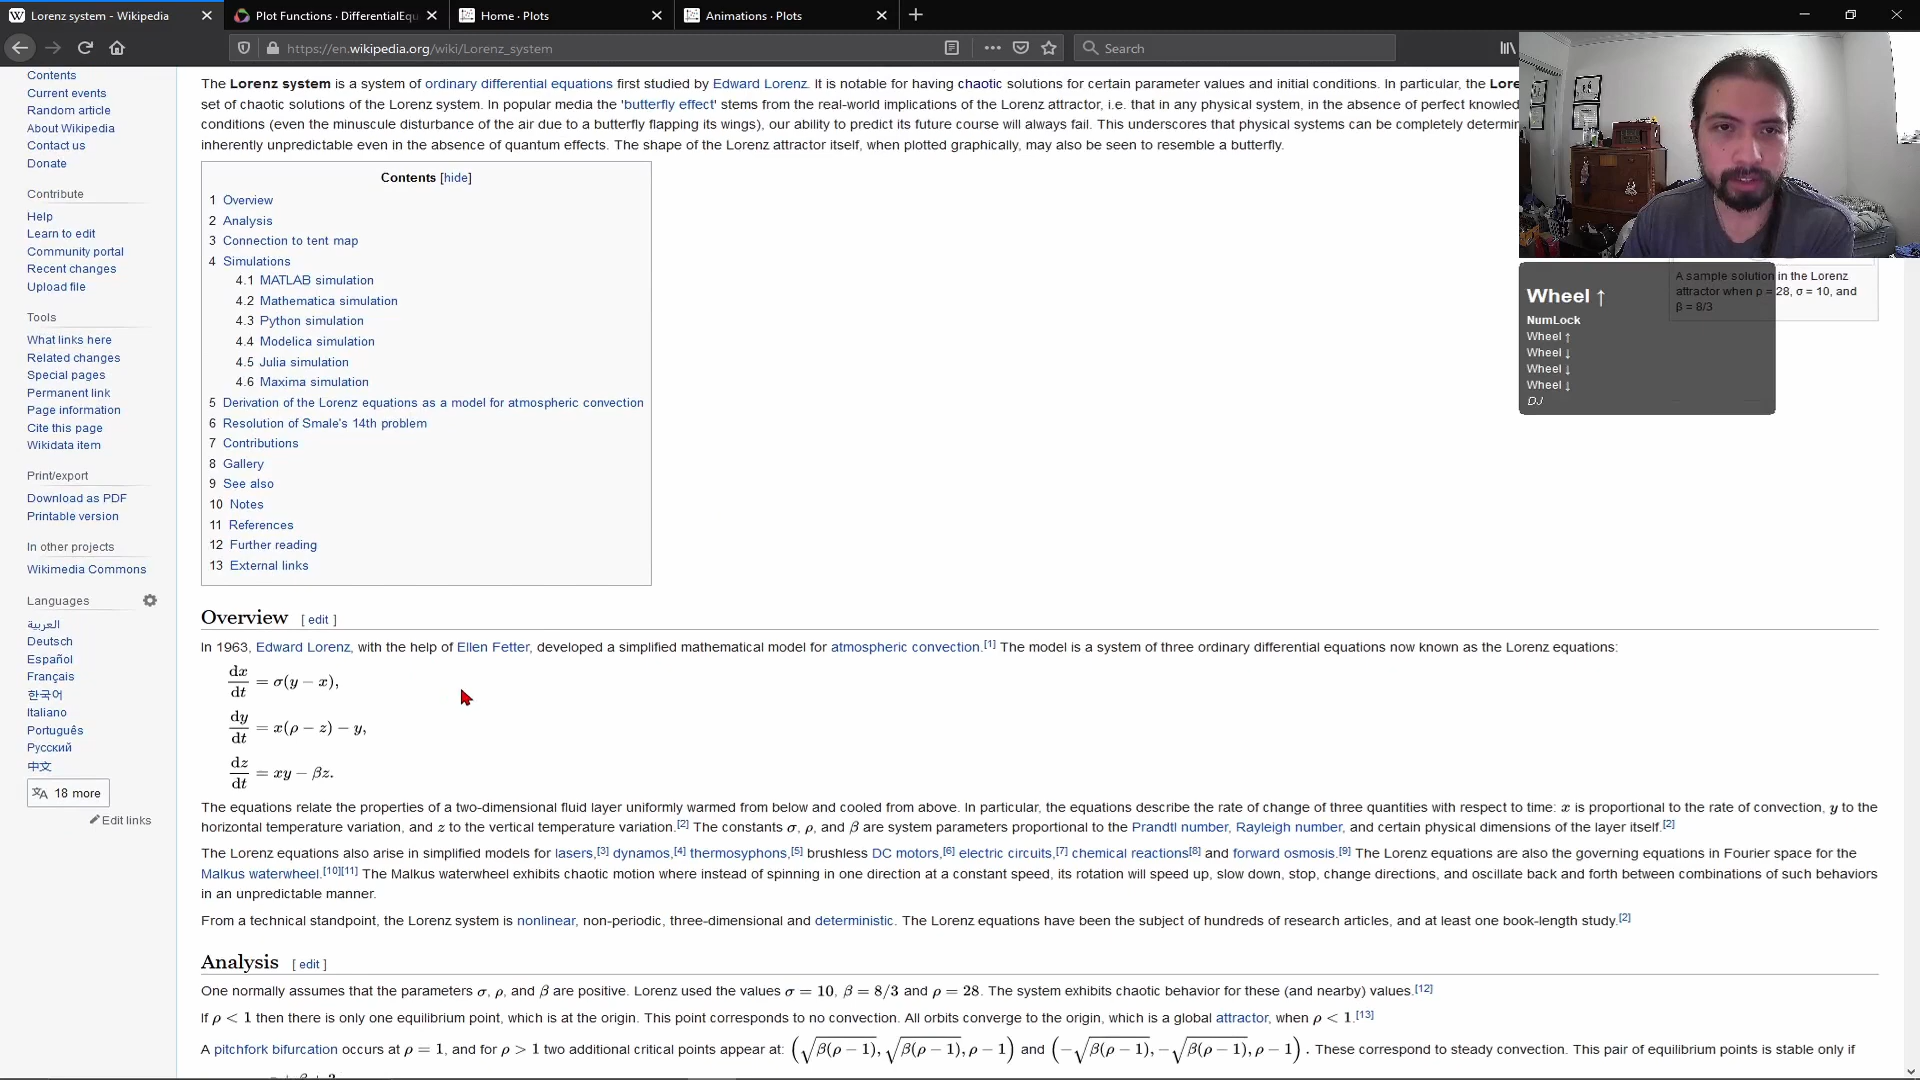 Lorenz system - Wikipedia
Plot Functions · DifferentialEqu
Home · Plots
Animations · Plots
https://en.wikipedia.org/wiki/Lorenz_system
Search
Contents
Current events
Random article
About Wikipedia
Contact us
Donate
Contribute
Help
Learn to edit
Community portal
Recent changes
Upload file
Tools
What links here
Related changes
Special pages
Permanent link
Page information
Cite this page
Wikidata item
Print/export
Download as PDF
Printable version
In other projects
Wikimedia Commons
Languages
العربية
Deutsch
Español
Français
한국어
Italiano
Português
Русский
中文
18 more
Edit links
The Lorenz system is a system of ordinary differential equations first studied by Edward Lorenz. It is notable for having chaotic solutions for certain parameter values and initial conditions. In particular, the Lore
set of chaotic solutions of the Lorenz system. In popular media the 'butterfly effect' stems from the real-world implications of the Lorenz attractor, i.e. that in any physical system, in the absence of perfect knowled
conditions (even the minuscule disturbance of the air due to a butterfly flapping its wings), our ability to predict its future course will always fail. This underscores that physical systems can be completely determin
inherently unpredictable even in the absence of quantum effects. The shape of the Lorenz attractor itself, when plotted graphically, may also be seen to resemble a butterfly.
Contents [hide]
1 Overview
2 Analysis
3 Connection to tent map
4 Simulations
4.1 MATLAB simulation
4.2 Mathematica simulation
4.3 Python simulation
4.4 Modelica simulation
4.5 Julia simulation
4.6 Maxima simulation
5 Derivation of the Lorenz equations as a model for atmospheric convection
6 Resolution of Smale's 14th problem
7 Contributions
8 Gallery
9 See also
10 Notes
11 References
12 Further reading
13 External links
A sample solution in the Lorenz
attractor when ρ = 28, σ = 10, and
β = 8/3
Wheel ↑
NumLock
Wheel ↑
Wheel ↓
Wheel ↓
Wheel ↓
DJ
Overview [ edit ]
In 1963, Edward Lorenz, with the help of Ellen Fetter, developed a simplified mathematical model for atmospheric convection.[1] The model is a system of three ordinary differential equations now known as the Lorenz equations:
dx/dt = σ(y − x),
dy/dt = x(ρ − z) − y,
dz/dt = xy − βz.
The equations relate the properties of a two-dimensional fluid layer uniformly warmed from below and cooled from above. In particular, the equations describe the rate of change of three quantities with respect to time: x is proportional to the rate of convection, y to the
horizontal temperature variation, and z to the vertical temperature variation.[2] The constants σ, ρ, and β are system parameters proportional to the Prandtl number, Rayleigh number, and certain physical dimensions of the layer itself.[2]
The Lorenz equations also arise in simplified models for lasers,[3] dynamos,[4] thermosyphons,[5] brushless DC motors,[6] electric circuits,[7] chemical reactions[8] and forward osmosis.[9] The Lorenz equations are also the governing equations in Fourier space for the
Malkus waterwheel.[10][11] The Malkus waterwheel exhibits chaotic motion where instead of spinning in one direction at a constant speed, its rotation will speed up, slow down, stop, change directions, and oscillate back and forth between combinations of such behaviors
in an unpredictable manner.
From a technical standpoint, the Lorenz system is nonlinear, non-periodic, three-dimensional and deterministic. The Lorenz equations have been the subject of hundreds of research articles, and at least one book-length study.[2]
Analysis [ edit ]
One normally assumes that the parameters σ, ρ, and β are positive. Lorenz used the values σ = 10, β = 8/3 and ρ = 28. The system exhibits chaotic behavior for these (and nearby) values.[12]
If ρ < 1 then there is only one equilibrium point, which is at the origin. This point corresponds to no convection. All orbits converge to the origin, which is a global attractor, when ρ < 1.[13]
A pitchfork bifurcation occurs at ρ = 1, and for ρ > 1 two additional critical points appear at: (√β(ρ − 1), √β(ρ − 1), ρ − 1) and (−√β(ρ − 1), −√β(ρ − 1), ρ − 1). These correspond to steady convection. This pair of equilibrium points is stable only if